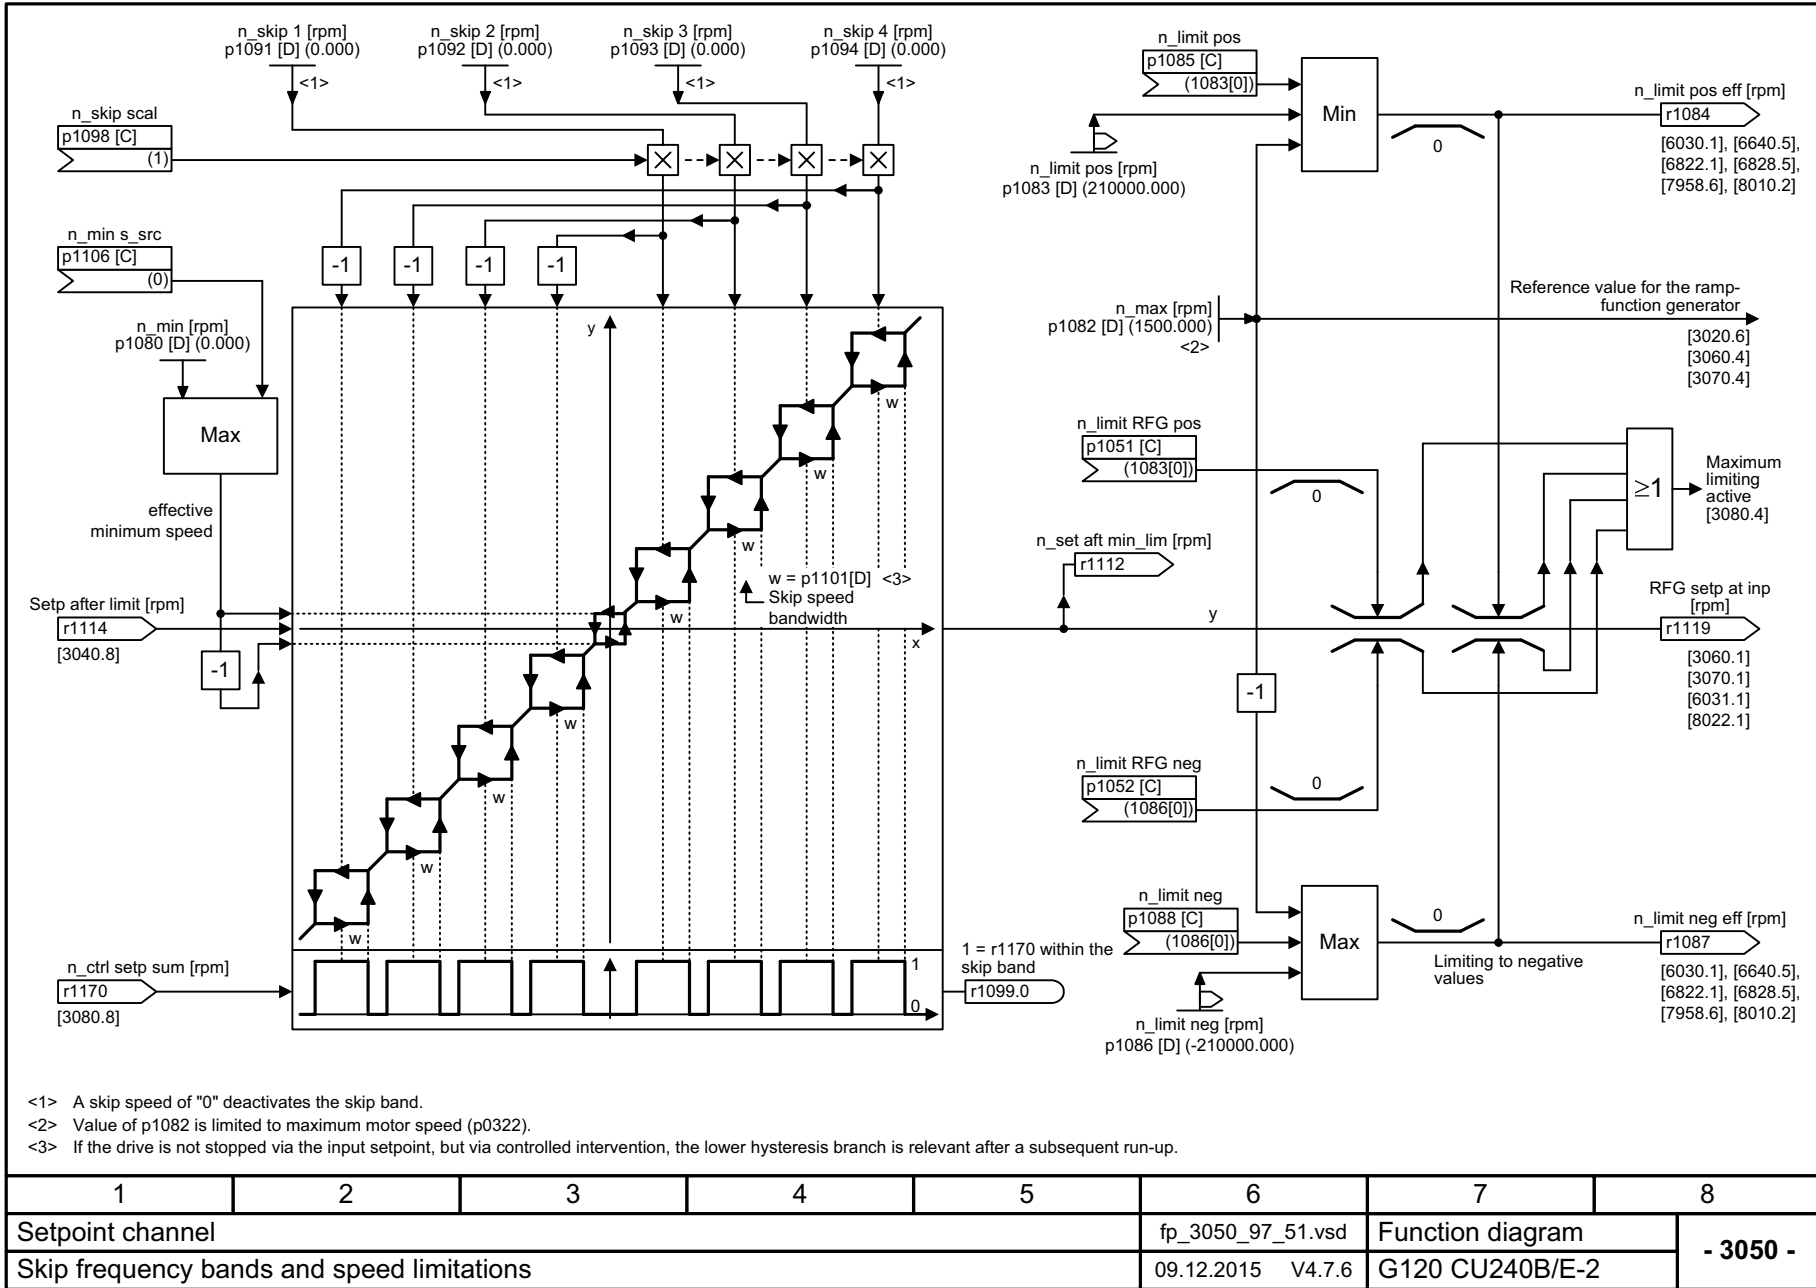 n_skip 1 [rpm]
p1091 [D] (0.000)
<1>
n_skip 2 [rpm]
p1092 [D] (0.000)
<1>
n_skip 3 [rpm]
p1093 [D] (0.000)
<1>
n_skip 4 [rpm]
p1094 [D] (0.000)
<1>
n_skip scal
p1098 [C]
(1)
n_min s_src
p1106 [C]
(0)
n_min [rpm]
p1080 [D] (0.000)
Max
effective
minimum speed
Setp after limit [rpm]
r1114
[3040.8]
-1
-1
-1
-1
-1
y
x
w
w
w
w
w
w
w
w
w = p1101[D] <3>
Skip speed
bandwidth
n_ctrl setp sum [rpm]
r1170
[3080.8]
1
0
1 = r1170 within the
skip band
r1099.0
n_limit pos
p1085 [C]
(1083[0])
n_limit pos [rpm]
p1083 [D] (210000.000)
Min
0
n_limit pos eff [rpm]
r1084
[6030.1], [6640.5],
[6822.1], [6828.5],
[7958.6], [8010.2]
n_max [rpm]
p1082 [D] (1500.000)
<2>
Reference value for the ramp-
function generator
[3020.6]
[3060.4]
[3070.4]
n_limit RFG pos
p1051 [C]
(1083[0])
0
≥1
Maximum
limiting
active
[3080.4]
n_set aft min_lim [rpm]
r1112
y
RFG setp at inp
[rpm]
r1119
[3060.1]
[3070.1]
[6031.1]
[8022.1]
-1
n_limit RFG neg
p1052 [C]
(1086[0])
0
n_limit neg
p1088 [C]
(1086[0])
n_limit neg [rpm]
p1086 [D] (-210000.000)
Max
0
Limiting to negative
values
n_limit neg eff [rpm]
r1087
[6030.1], [6640.5],
[6822.1], [6828.5],
[7958.6], [8010.2]
<1> A skip speed of "0" deactivates the skip band.
<2> Value of p1082 is limited to maximum motor speed (p0322).
<3> If the drive is not stopped via the input setpoint, but via controlled intervention, the lower hysteresis branch is relevant after a subsequent run-up.
1 2 3 4 5 6 7 8
Setpoint channel
fp_3050_97_51.vsd
Function diagram
- 3050 -
Skip frequency bands and speed limitations
09.12.2015 V4.7.6
G120 CU240B/E-2